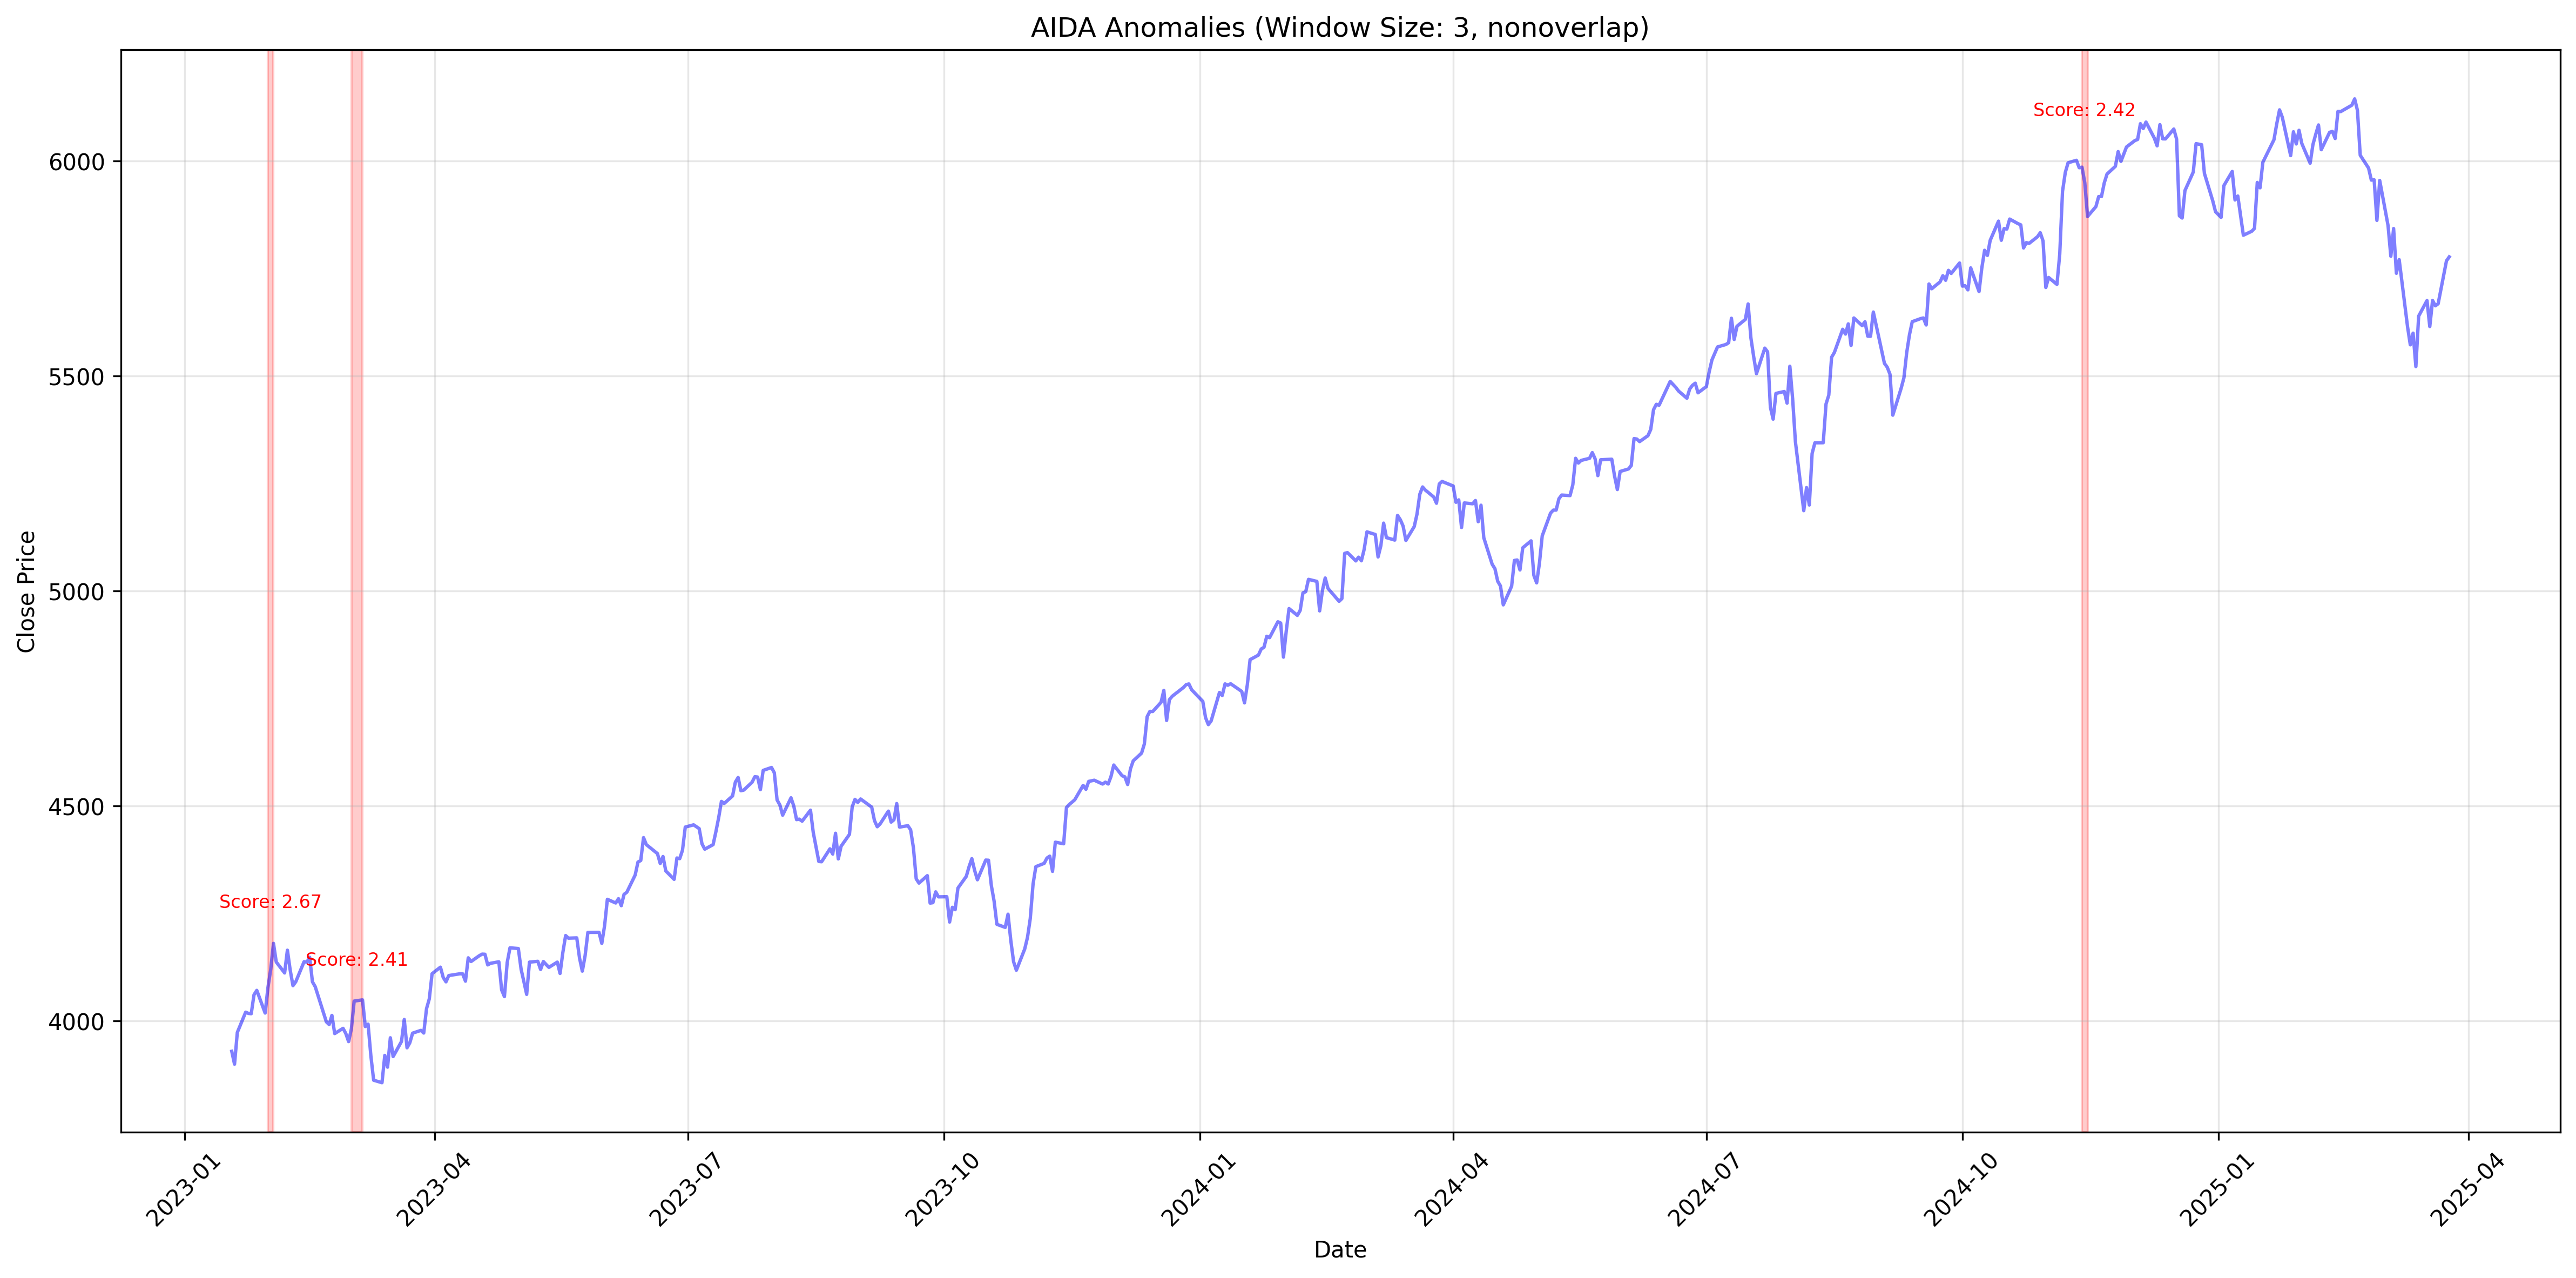 AIDA Anomalies (Window Size: 3, nonoverlap)
Score: 2.42
Score: 2.67
Score: 2.41
Close Price
6000
5500
5000
4500
4000
2023-01
2023-04
2023-07
2023-10
2024-01
2024-04
2024-07
2024-10
2025-01
2025-04
Date